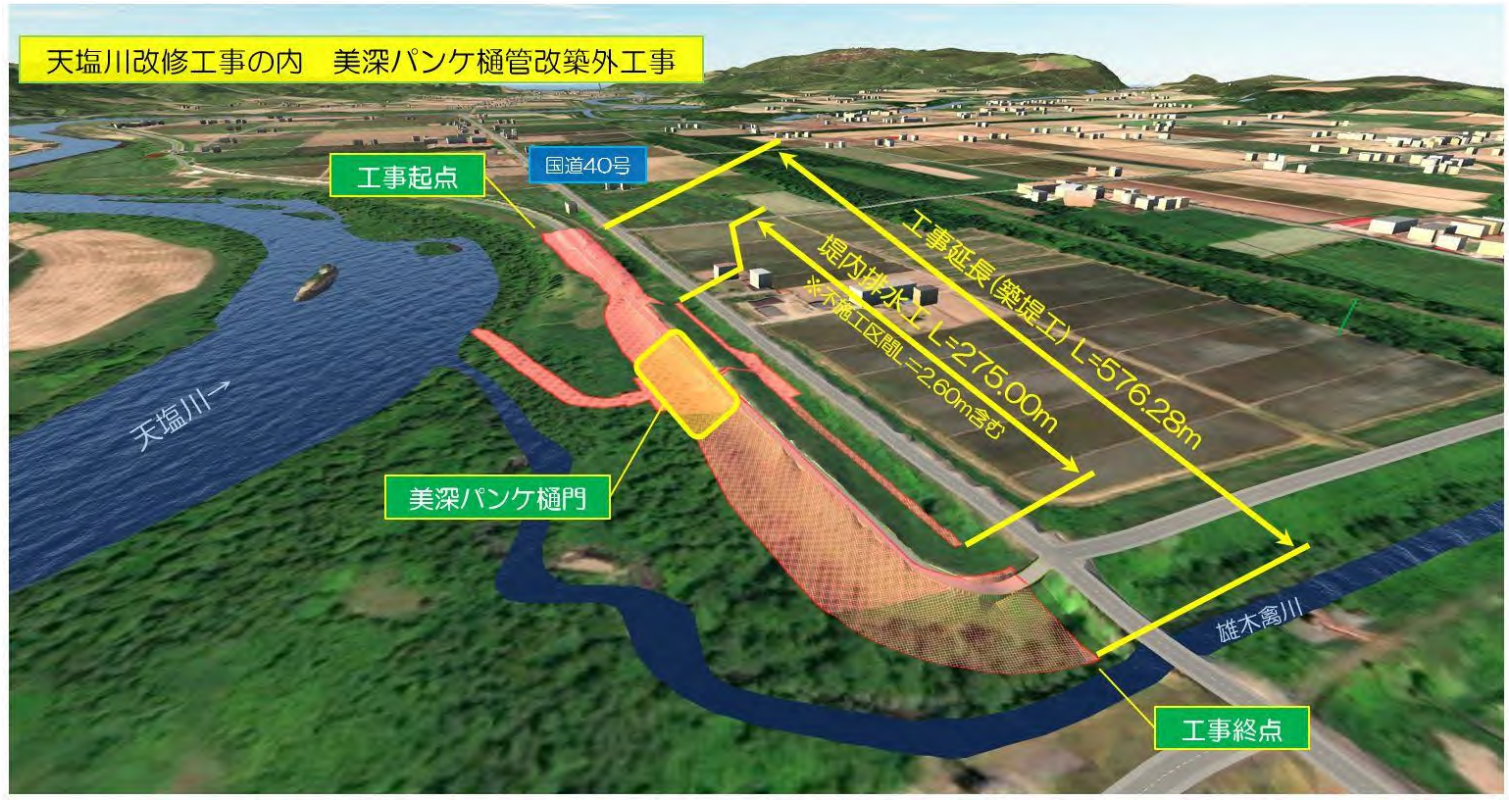 天塩川改修工事の内　美深パンケ樋管改築外工事
国道40号
工事起点
工事延長(築堤工) L=576.28m
堤内排水工 L=275.00m
※不施工区間L=2.60m含む
天塩川→
美深パンケ樋門
雄木禽川
工事終点